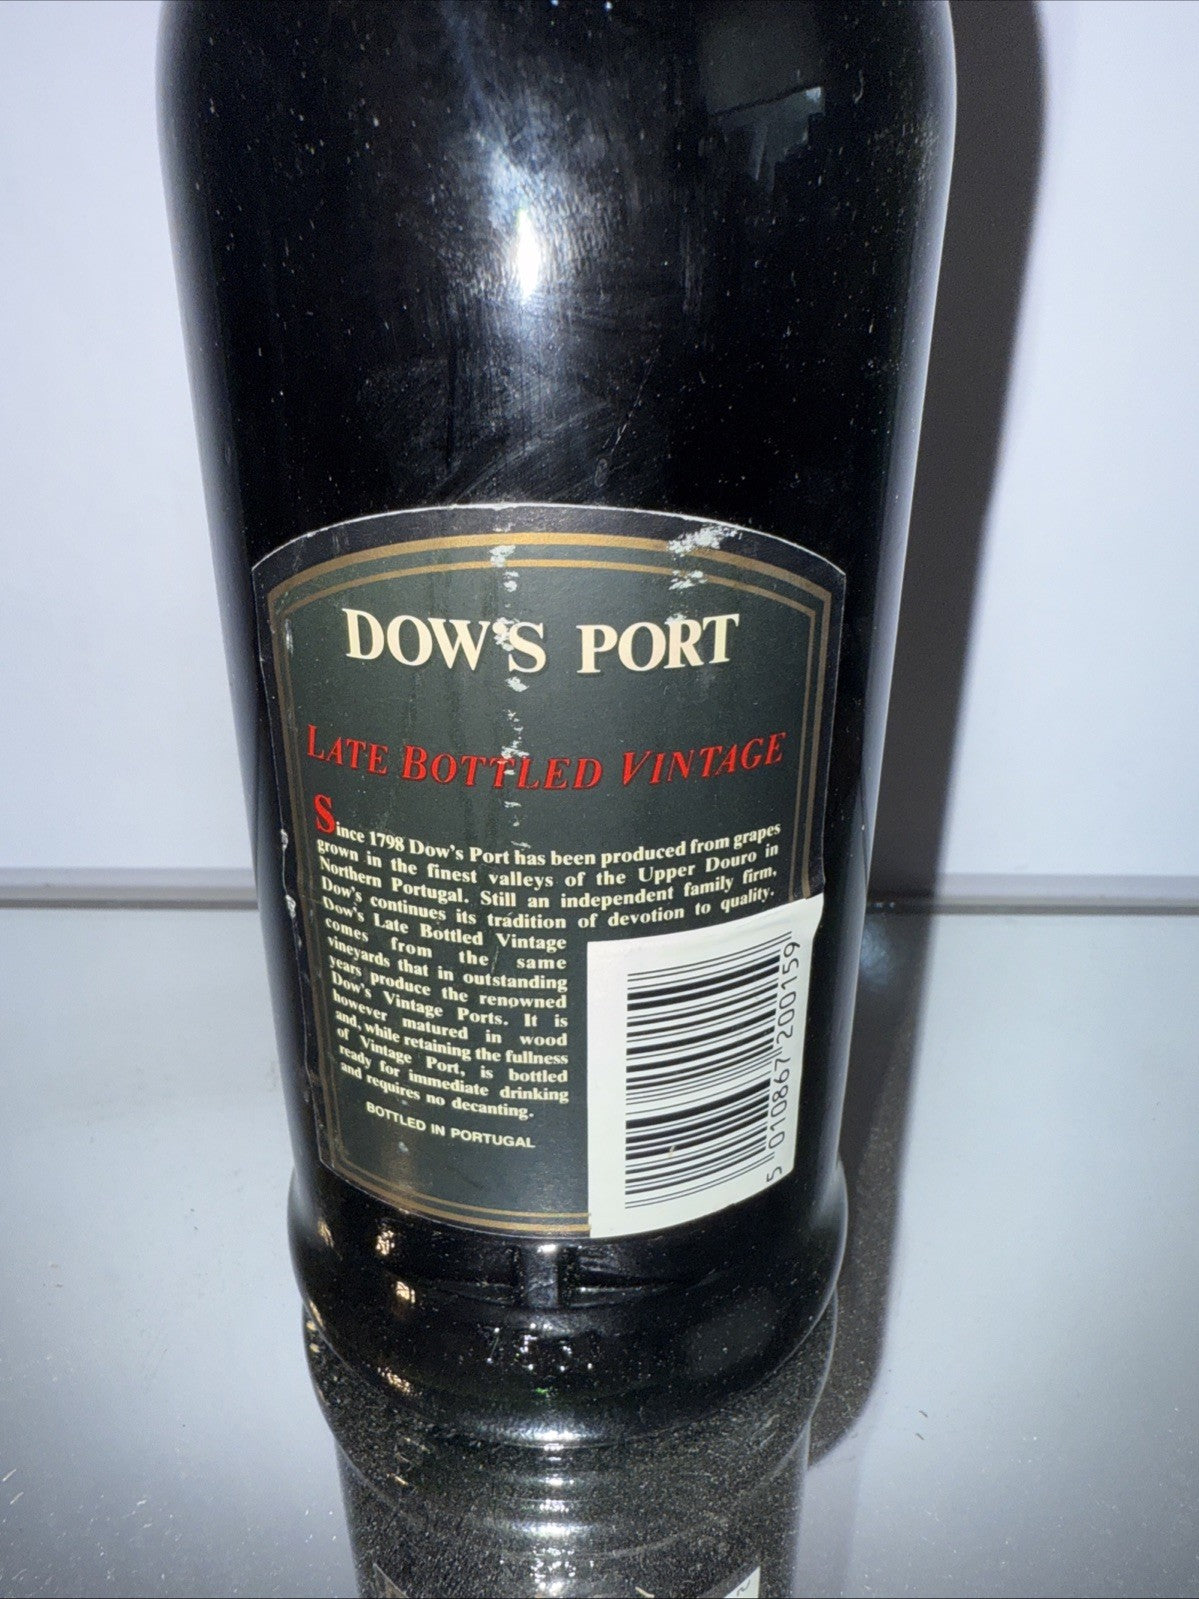 DOW'S PORT
LATE BOTTLED VINTAGE
Since 1798 Dow's Port has been produced from grapes
grown in the finest valleys of the Upper Douro in
Northern Portugal. Still an independent family firm,
Dow's continues its tradition of devotion to quality.
Dow's Late Bottled Vintage
comes from the same
vineyards that in outstanding
years produce the renowned
Dow's Vintage Ports. It is
however matured in wood
and, while retaining the fullness
of Vintage Port, is bottled
ready for immediate drinking
and requires no decanting.
BOTTLED IN PORTUGAL
5 010867 200159